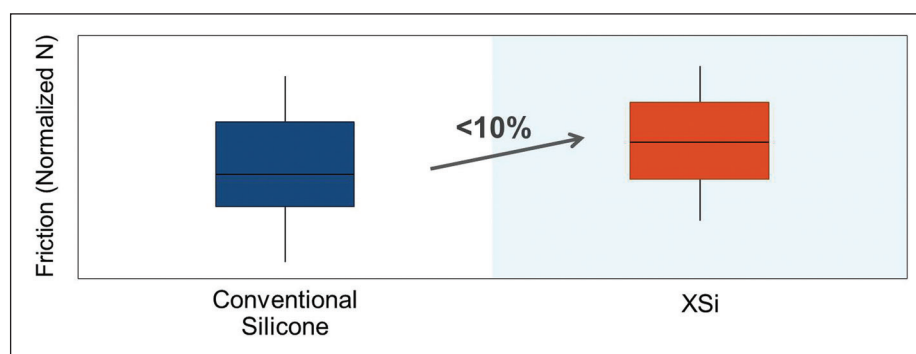 Friction (Normalized N)
<10%
Conventional
Silicone
XSi